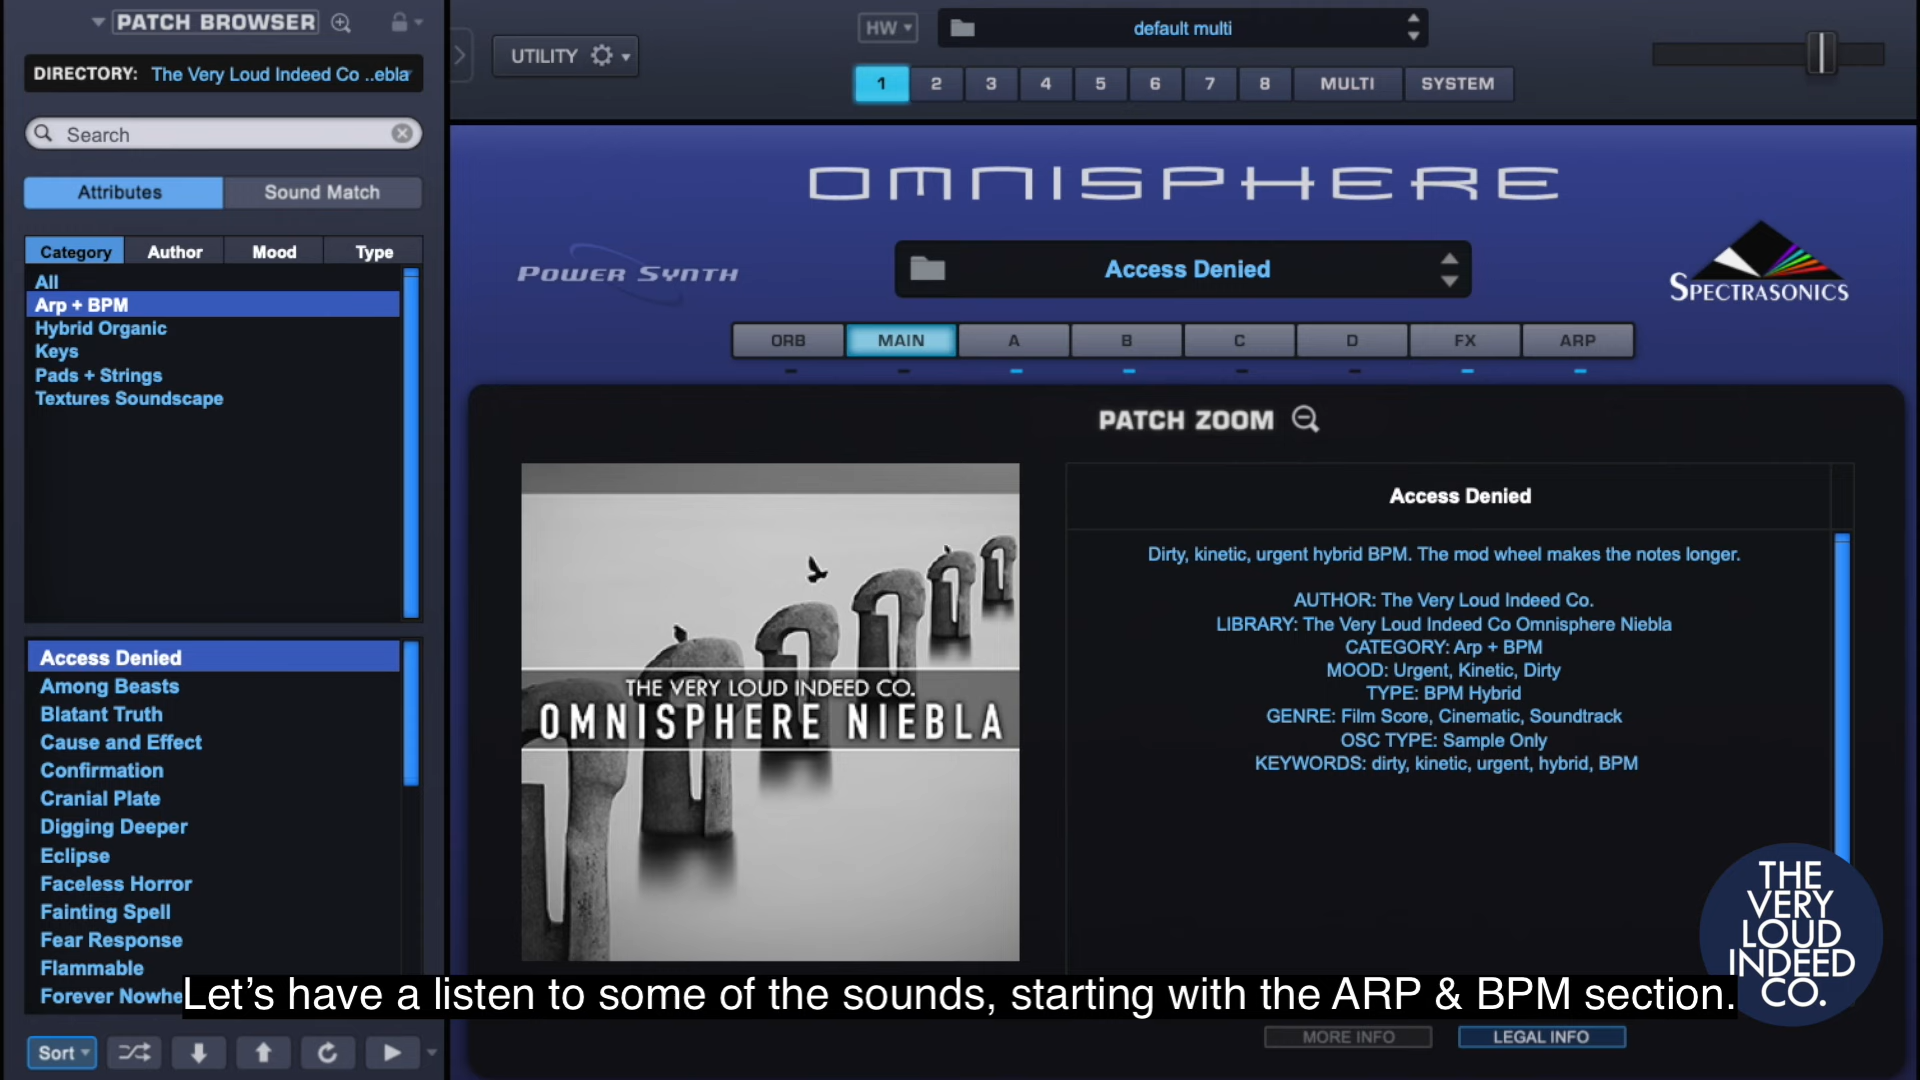 PATCH BROWSER
DIRECTORY: The Very Loud Indeed Co ..ebla
Search
Attributes
Sound Match
Category
Author
Mood
Type
All
Arp + BPM
Hybrid Organic
Keys
Pads + Strings
Textures Soundscape
Access Denied
Among Beasts
Blatant Truth
Cause and Effect
Confirmation
Cranial Plate
Digging Deeper
Eclipse
Faceless Horror
Fainting Spell
Fear Response
Flammable
Forever Nowhe
Sort
UTILITY
HW
default multi
1 2 3 4 5 6 7 8 MULTI SYSTEM
OMNISPHERE
POWER SYNTH
Access Denied
SPECTRASONICS
ORB MAIN A B C D FX ARP
PATCH ZOOM
THE VERY LOUD INDEED CO.
OMNISPHERE NIEBLA
Access Denied
Dirty, kinetic, urgent hybrid BPM. The mod wheel makes the notes longer.
AUTHOR: The Very Loud Indeed Co.
LIBRARY: The Very Loud Indeed Co Omnisphere Niebla
CATEGORY: Arp + BPM
MOOD: Urgent, Kinetic, Dirty
TYPE: BPM Hybrid
GENRE: Film Score, Cinematic, Soundtrack
OSC TYPE: Sample Only
KEYWORDS: dirty, kinetic, urgent, hybrid, BPM
THE
VERY
LOUD
INDEED
CO.
Let's have a listen to some of the sounds, starting with the ARP & BPM section.
MORE INFO
LEGAL INFO